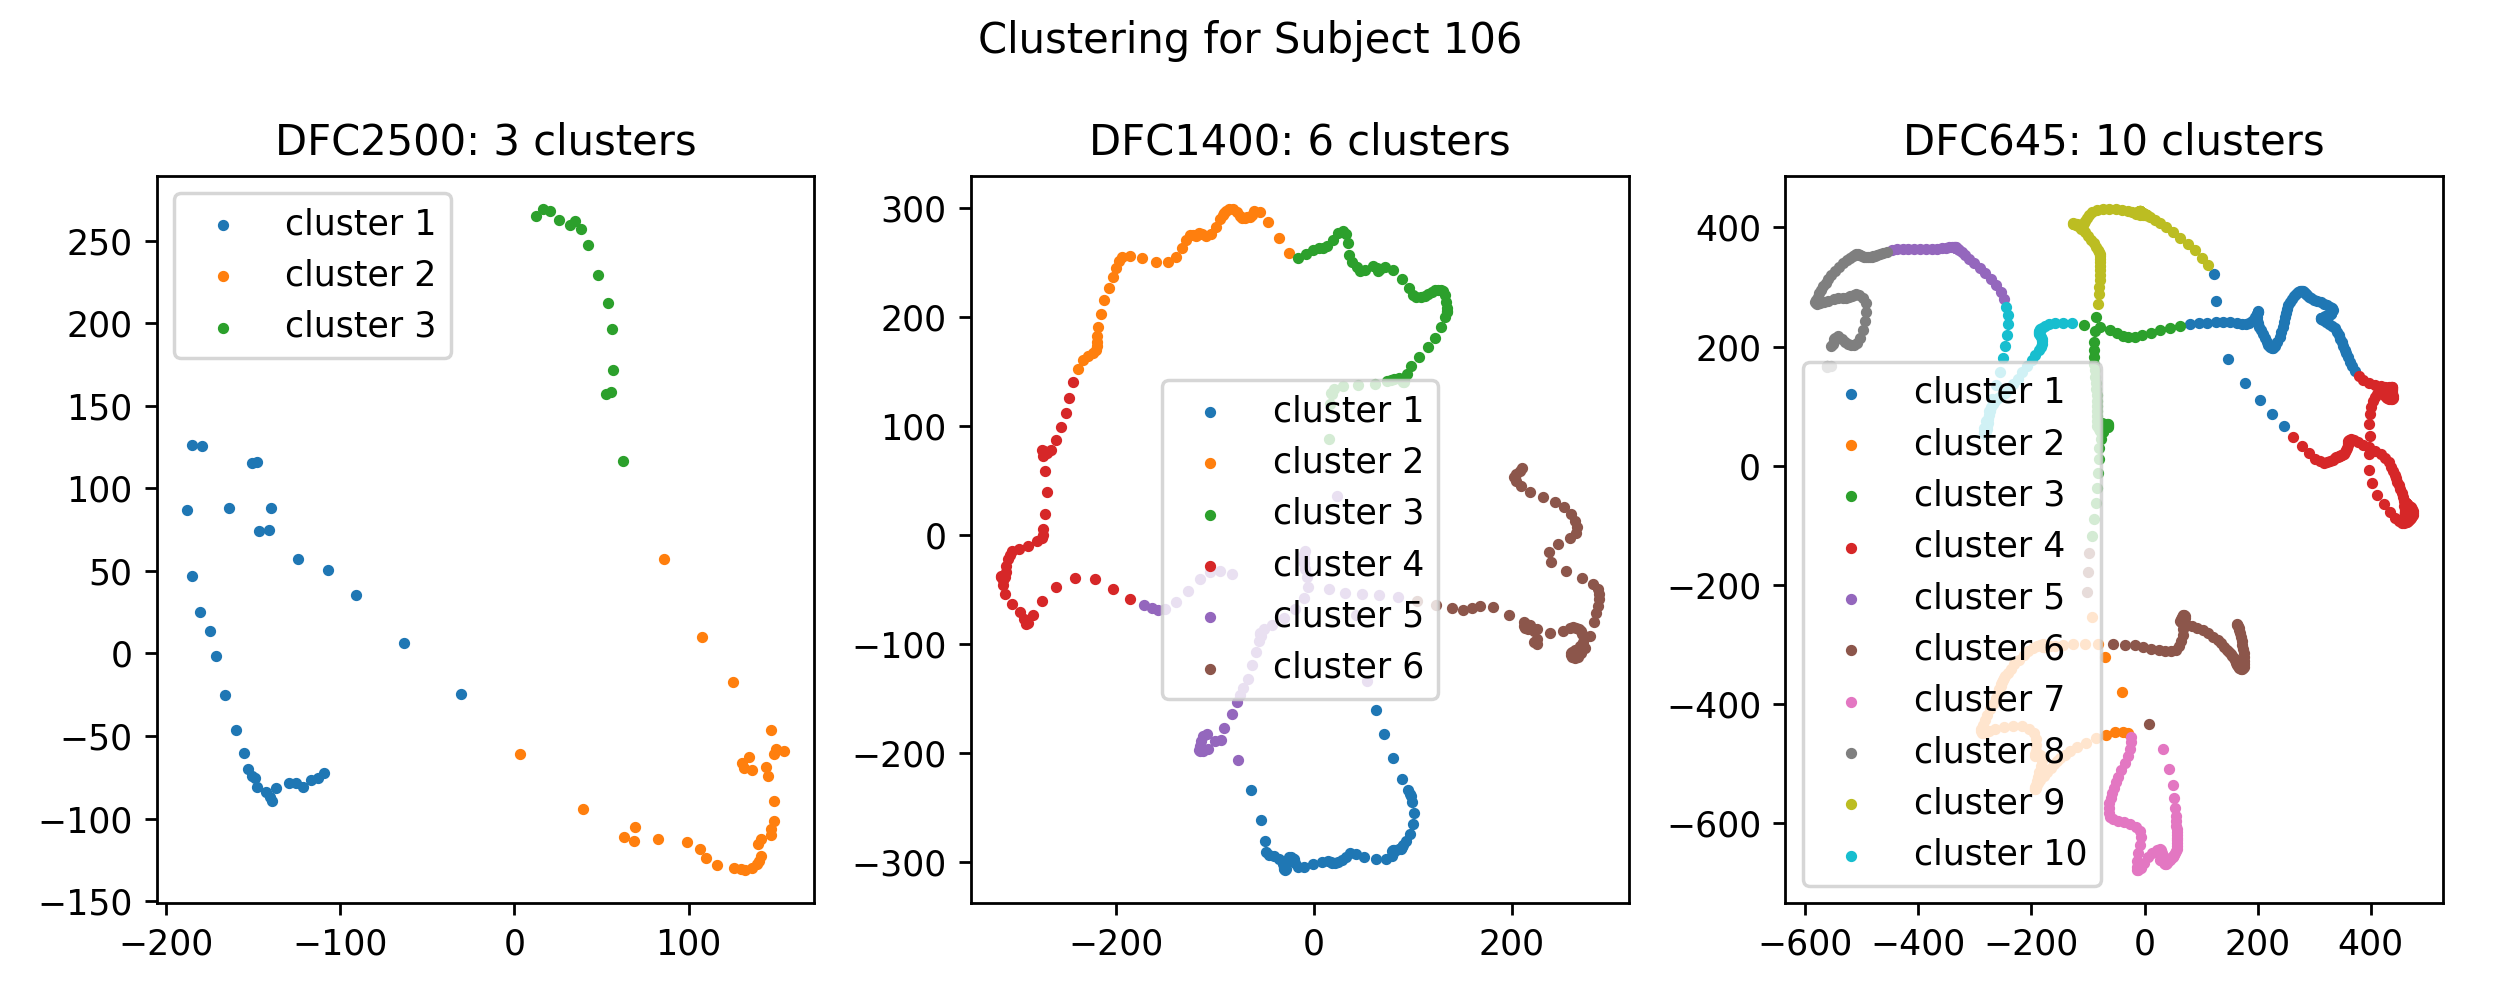 Clustering for Subject 106
DFC2500: 3 clusters
cluster 1
cluster 2
cluster 3
250
200
150
100
50
0
−50
−100
−150
−200
−100
0
100
DFC1400: 6 clusters
cluster 1
cluster 2
cluster 3
cluster 4
cluster 5
cluster 6
300
200
100
0
−100
−200
−300
−200
0
200
DFC645: 10 clusters
cluster 1
cluster 2
cluster 3
cluster 4
cluster 5
cluster 6
cluster 7
cluster 8
cluster 9
cluster 10
400
200
0
−200
−400
−600
−600
−400
−200
0
200
400